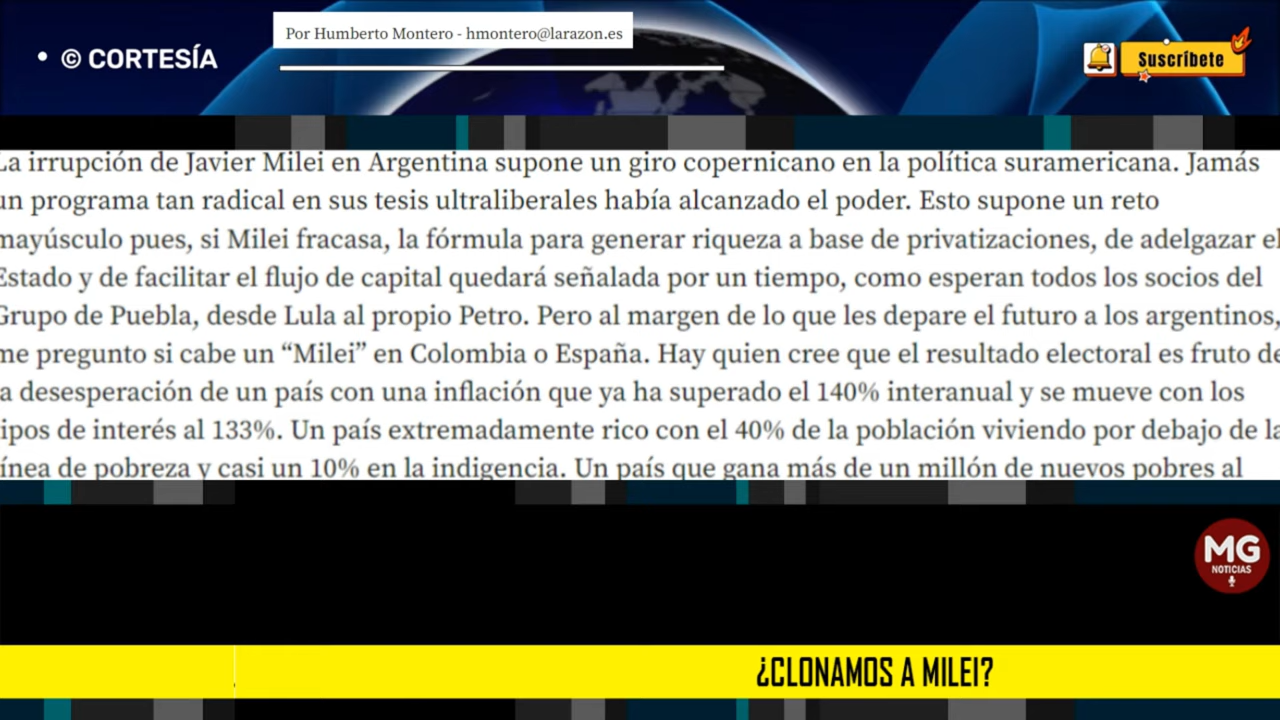 Por Humberto Montero - hmontero@larazon.es
• © CORTESÍA
Suscríbete
La irrupción de Javier Milei en Argentina supone un giro copernicano en la política suramericana. Jamás
un programa tan radical en sus tesis ultraliberales había alcanzado el poder. Esto supone un reto
mayúsculo pues, si Milei fracasa, la fórmula para generar riqueza a base de privatizaciones, de adelgazar el
Estado y de facilitar el flujo de capital quedará señalada por un tiempo, como esperan todos los socios del
Grupo de Puebla, desde Lula al propio Petro. Pero al margen de lo que les depare el futuro a los argentinos,
me pregunto si cabe un “Milei” en Colombia o España. Hay quien cree que el resultado electoral es fruto de
la desesperación de un país con una inflación que ya ha superado el 140% interanual y se mueve con los
tipos de interés al 133%. Un país extremadamente rico con el 40% de la población viviendo por debajo de la
línea de pobreza y casi un 10% en la indigencia. Un país que gana más de un millón de nuevos pobres al
MG
NOTICIAS
¿CLONAMOS A MILEI?